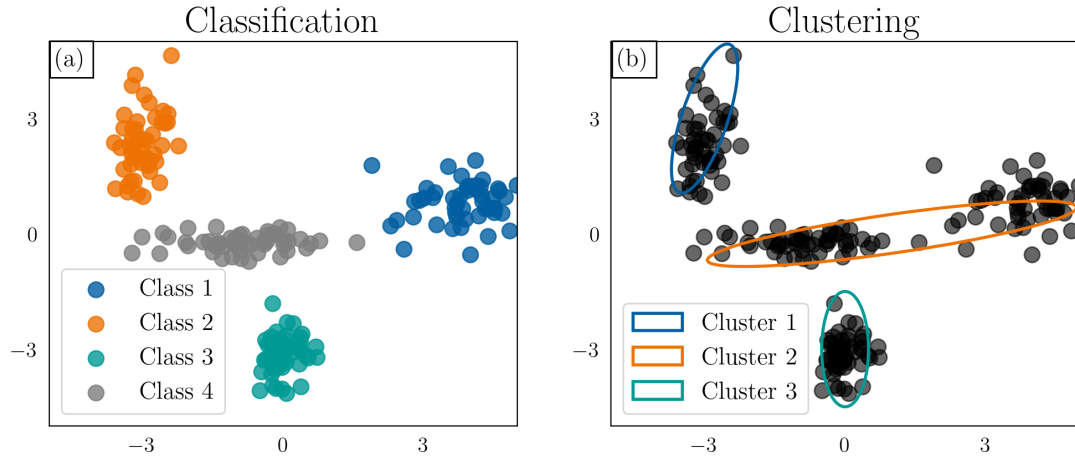 Classification
(a)
3
0
−3
−3
0
3
Class 1
Class 2
Class 3
Class 4
Clustering
(b)
3
0
−3
−3
0
3
Cluster 1
Cluster 2
Cluster 3